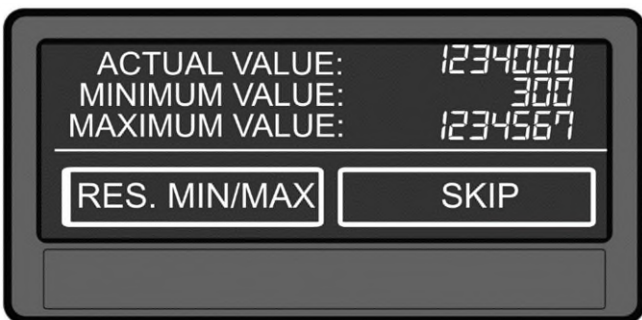 ACTUAL VALUE: 1234000
MINIMUM VALUE: 300
MAXIMUM VALUE: 1234567
RES. MIN/MAX SKIP